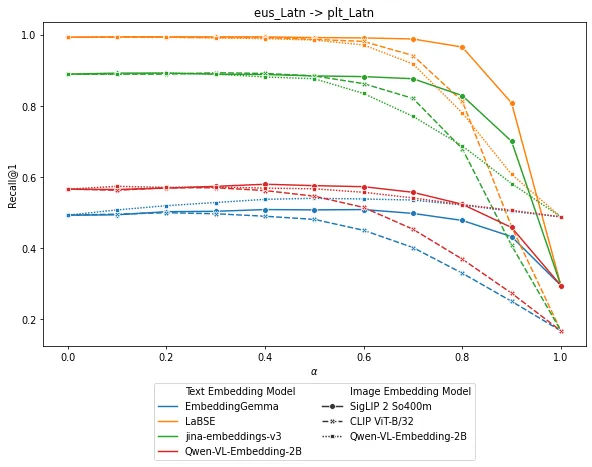 eus_Latn -> plt_Latn
Recall@1
1.0
0.8
0.6
0.4
0.2
0.0 0.2 0.4 0.6 0.8 1.0
α
Text Embedding Model Image Embedding Model
EmbeddingGemma SigLIP 2 So400m
LaBSE CLIP ViT-B/32
jina-embeddings-v3 Qwen-VL-Embedding-2B
Qwen-VL-Embedding-2B